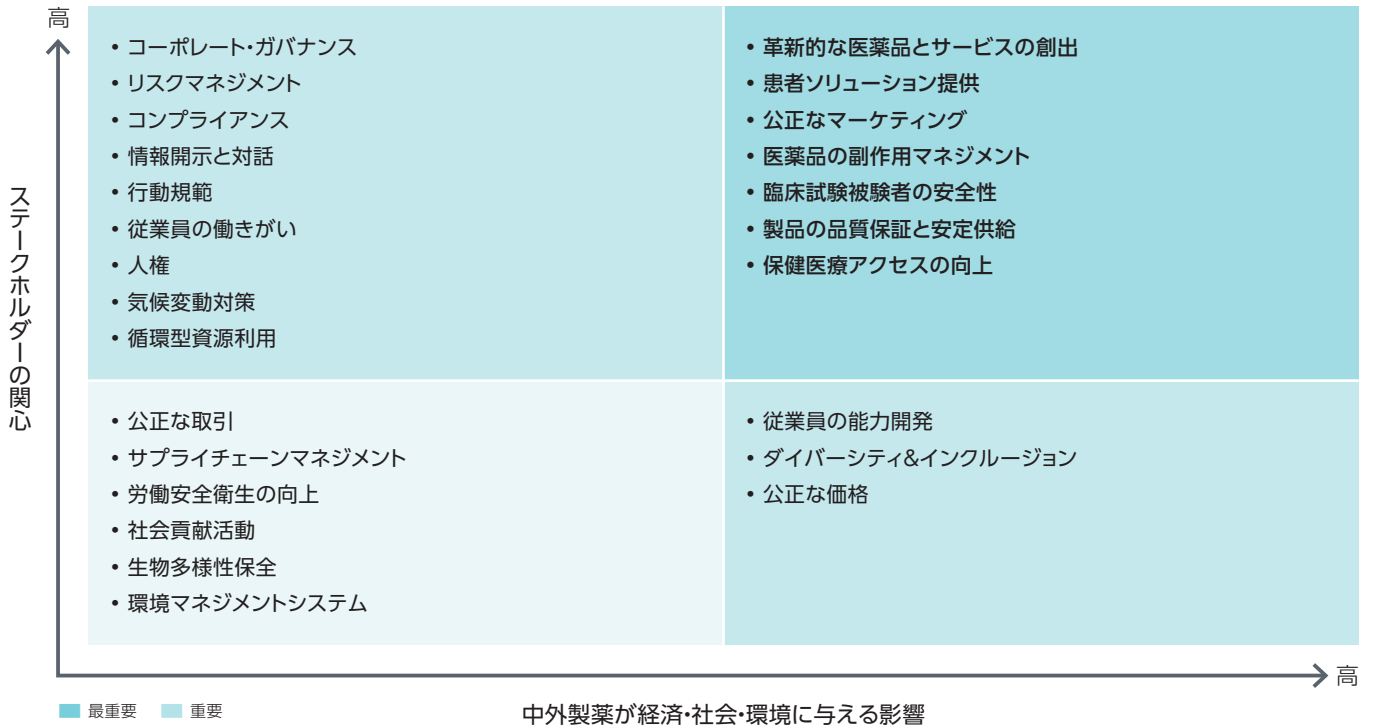 高
• コーポレート・ガバナンス
• リスクマネジメント
• コンプライアンス
• 情報開示と対話
• 行動規範
• 従業員の働きがい
• 人権
• 気候変動対策
• 循環型資源利用
• 革新的な医薬品とサービスの創出
• 患者ソリューション提供
• 公正なマーケティング
• 医薬品の副作用マネジメント
• 臨床試験被験者の安全性
• 製品の品質保証と安定供給
• 保健医療アクセスの向上
ステークホルダーの関心
• 公正な取引
• サプライチェーンマネジメント
• 労働安全衛生の向上
• 社会貢献活動
• 生物多様性保全
• 環境マネジメントシステム
• 従業員の能力開発
• ダイバーシティ&インクルージョン
• 公正な価格
高
最重要 重要
中外製薬が経済・社会・環境に与える影響